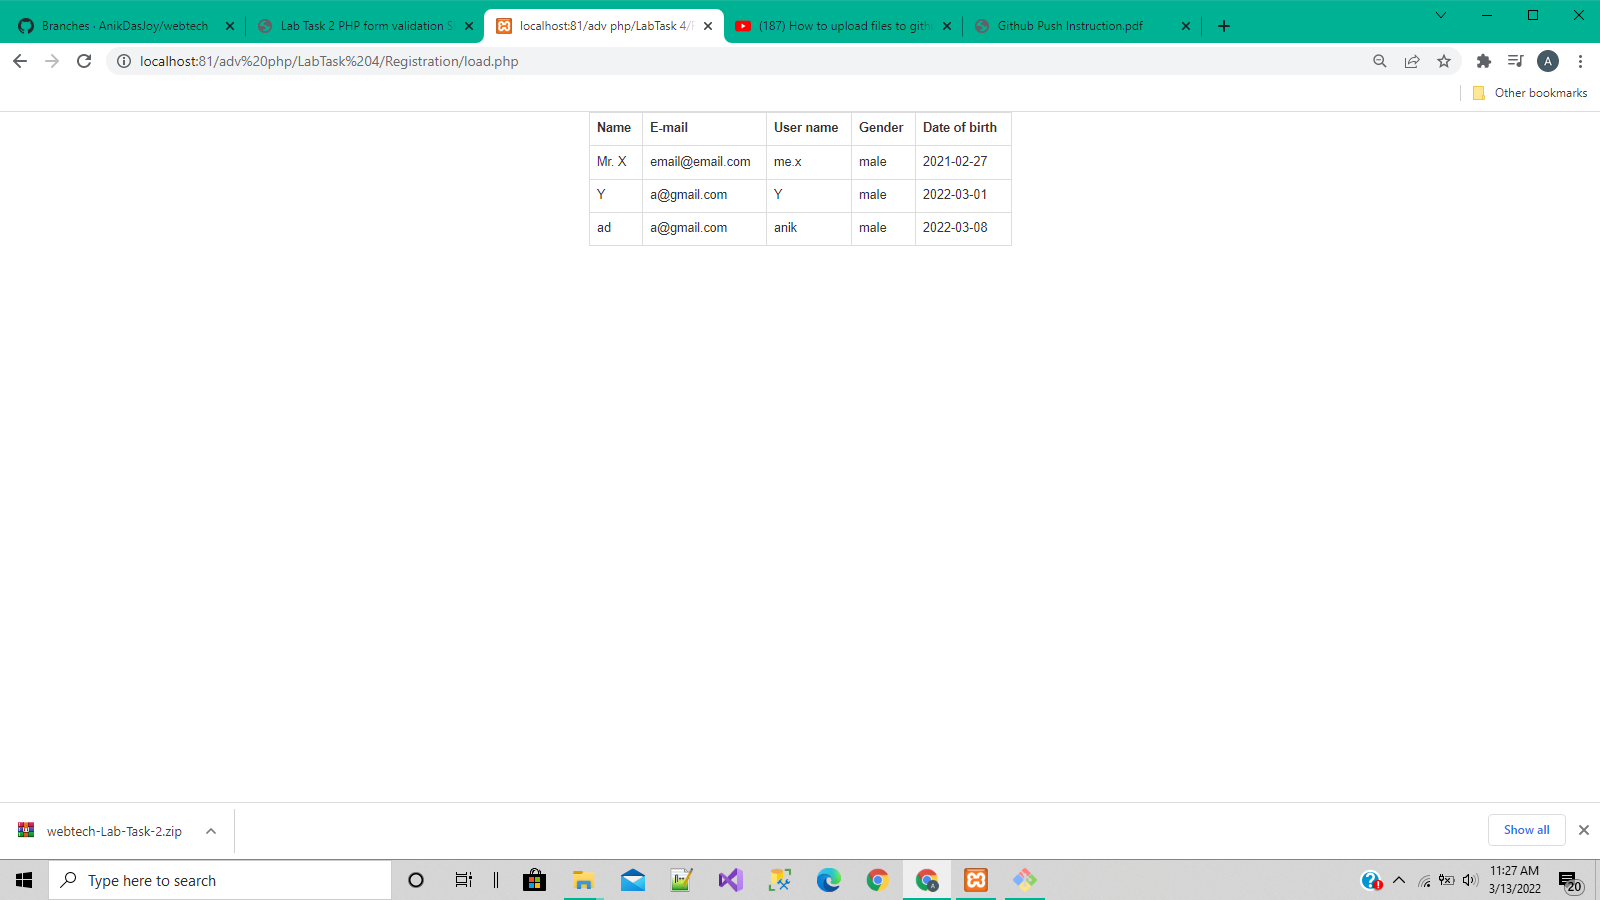 Branches · AnikDasJoy/webtech
Lab Task 2 PHP form validation S
localhost:81/adv php/LabTask 4/
(187) How to upload files to gith
Github Push Instruction.pdf
localhost:81/adv%20php/LabTask%204/Registration/load.php
A
Other bookmarks
Name E-mail User name Gender Date of birth
Mr. X email@email.com me.x male 2021-02-27
Y a@gmail.com Y male 2022-03-01
ad a@gmail.com anik male 2022-03-08
webtech-Lab-Task-2.zip
Show all
Type here to search
11:27 AM
3/13/2022
20